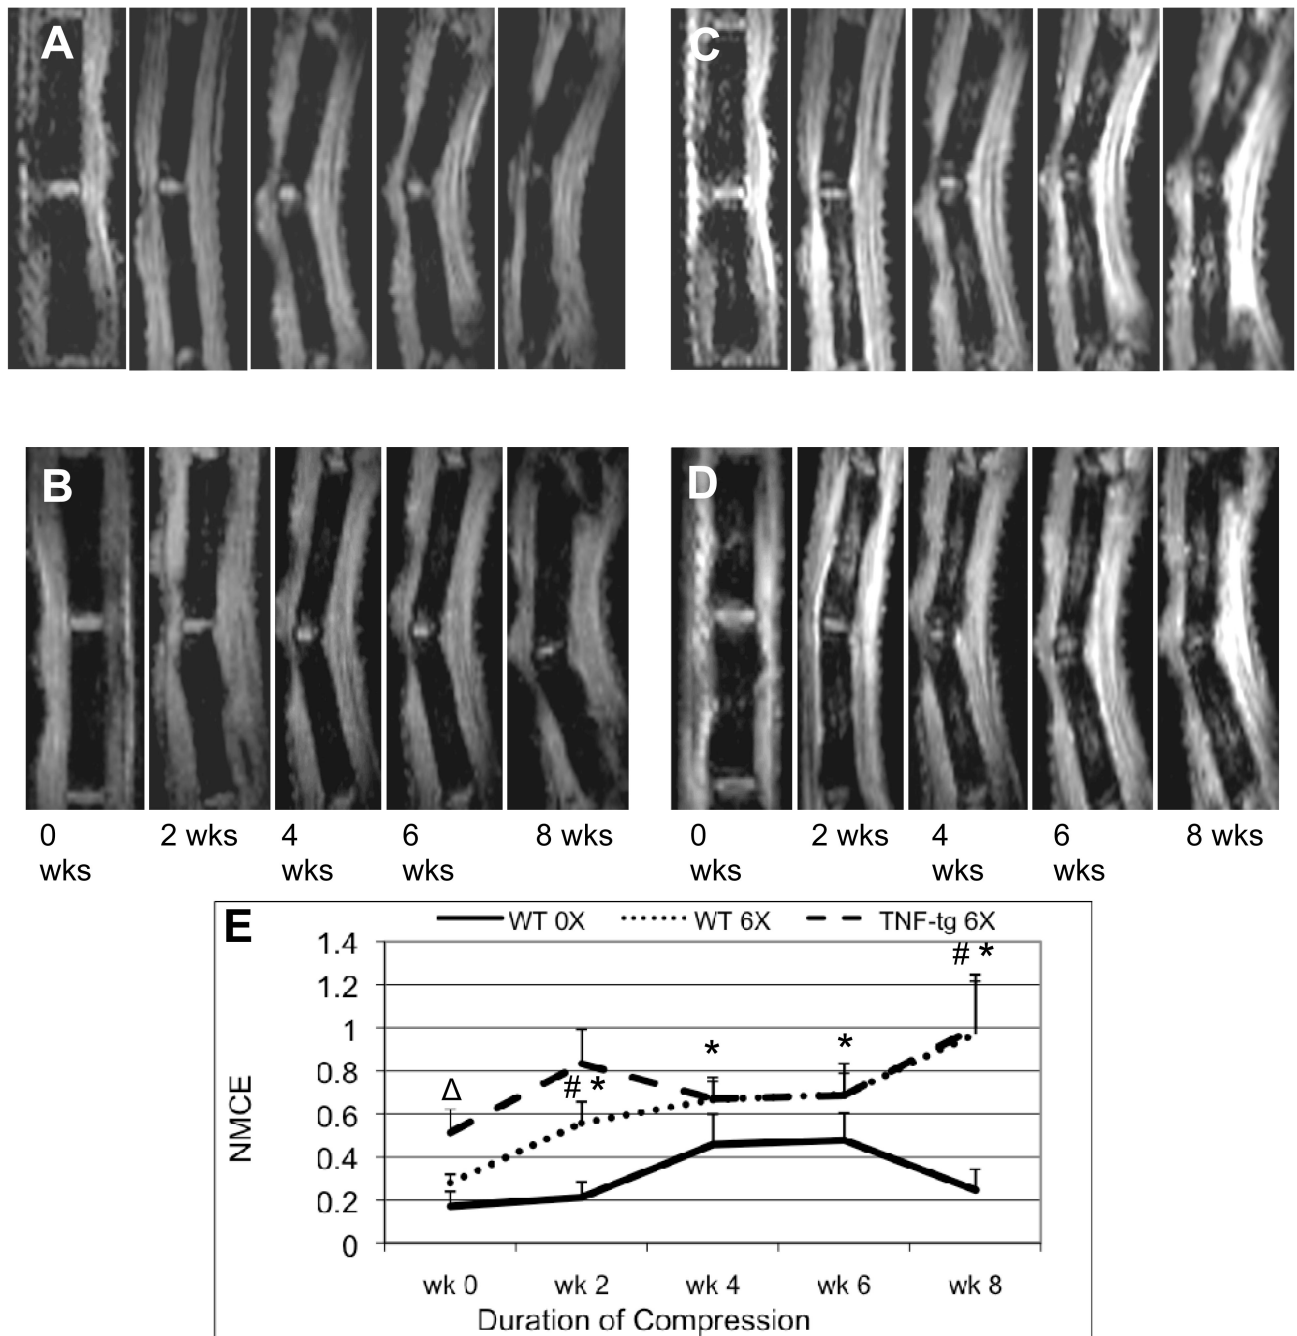 A
C
B
D
0
wks
2 wks
4
wks
6
wks
8 wks
0
wks
2 wks
4
wks
6
wks
8 wks
E
WT 0X WT 6X TNF-tg 6X
1.4
1.2
1
0.8
0.6
0.4
0.2
0
# *
*
*
# *
Δ
NMCE
wk 0 wk 2 wk 4 wk 6 wk 8
Duration of Compression